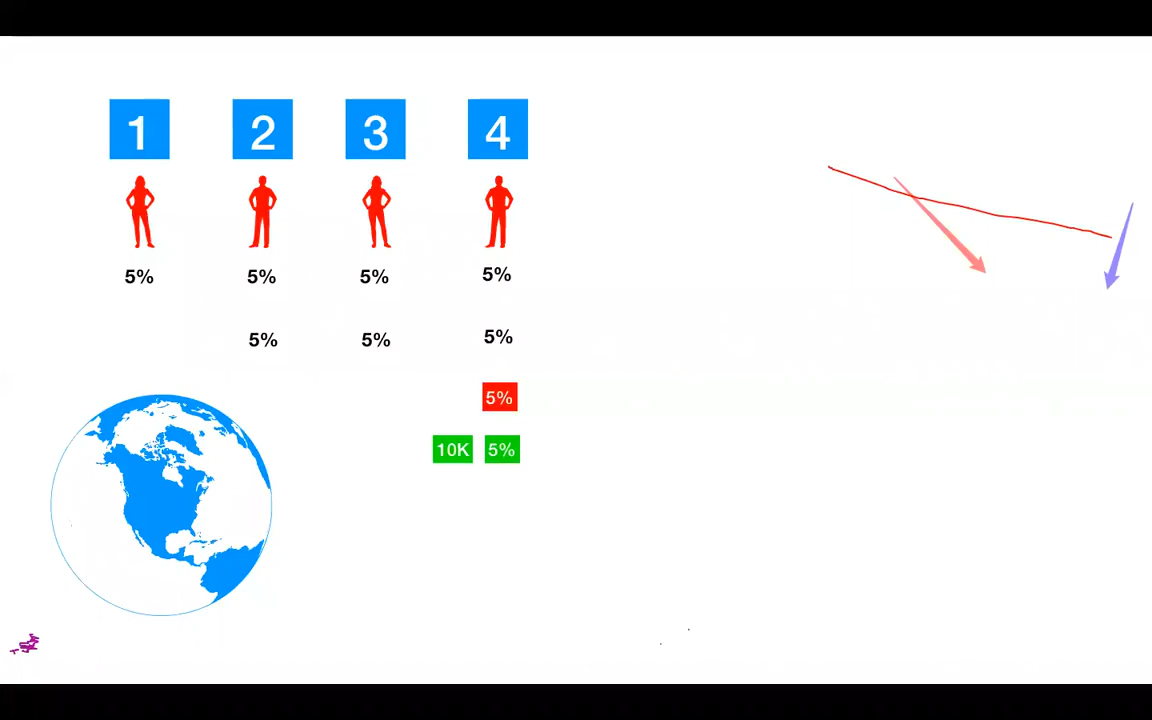 1 2 3 4
5% 5% 5% 5%
5% 5% 5%
5%
10K 5%